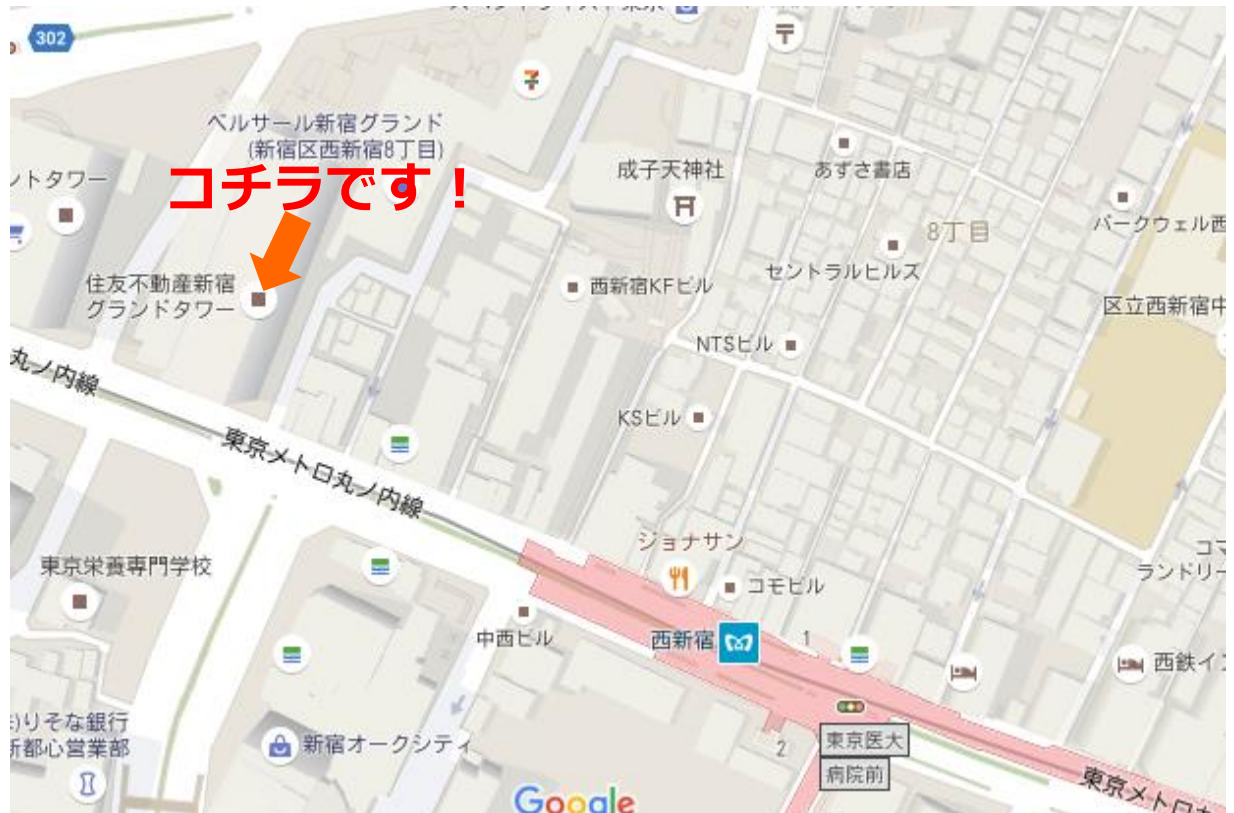 302
ベルサール新宿グランド
(新宿区西新宿8丁目)
コチラです！
ントタワー
成子天神社
あずさ書店
8丁目
パークウェル西
住友不動産新宿
グランドタワー
西新宿KFビル
セントラルヒルズ
区立西新宿中
NTSビル
丸ノ内線
KSビル
東京メトロ丸ノ内線
ジョナサン
東京栄養専門学校
コモビル
コマ
ランドリー
中西ビル
西新宿
1
西鉄イン
りそな銀行
新都心営業部
新宿オークシティ
2
東京医大
病院前
東京メトロ
Google